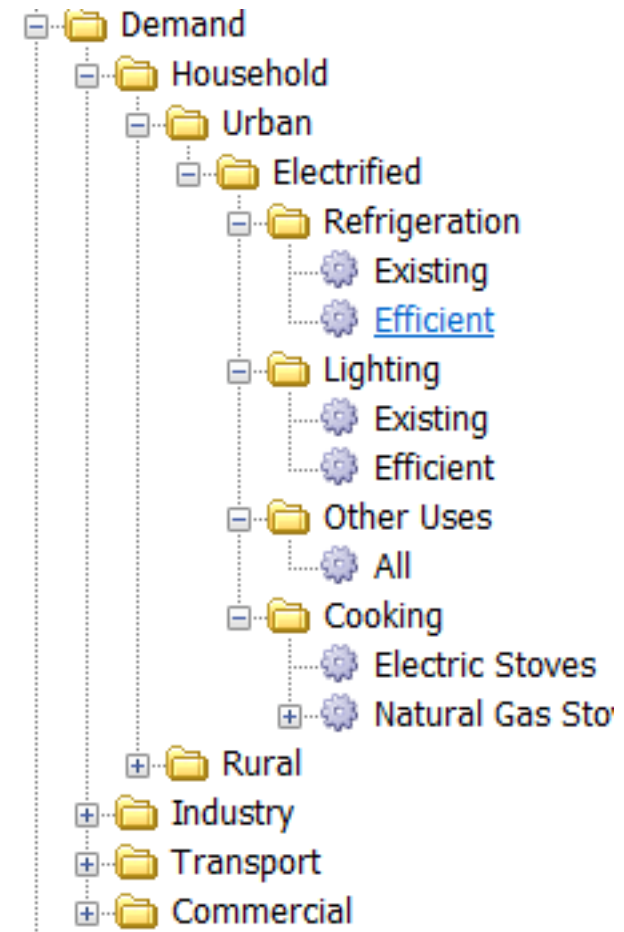 Demand
Household
Urban
Electrified
Refrigeration
Existing
Efficient
Lighting
Existing
Efficient
Other Uses
All
Cooking
Electric Stoves
Natural Gas
Rural
Industry
Transport
Commercial